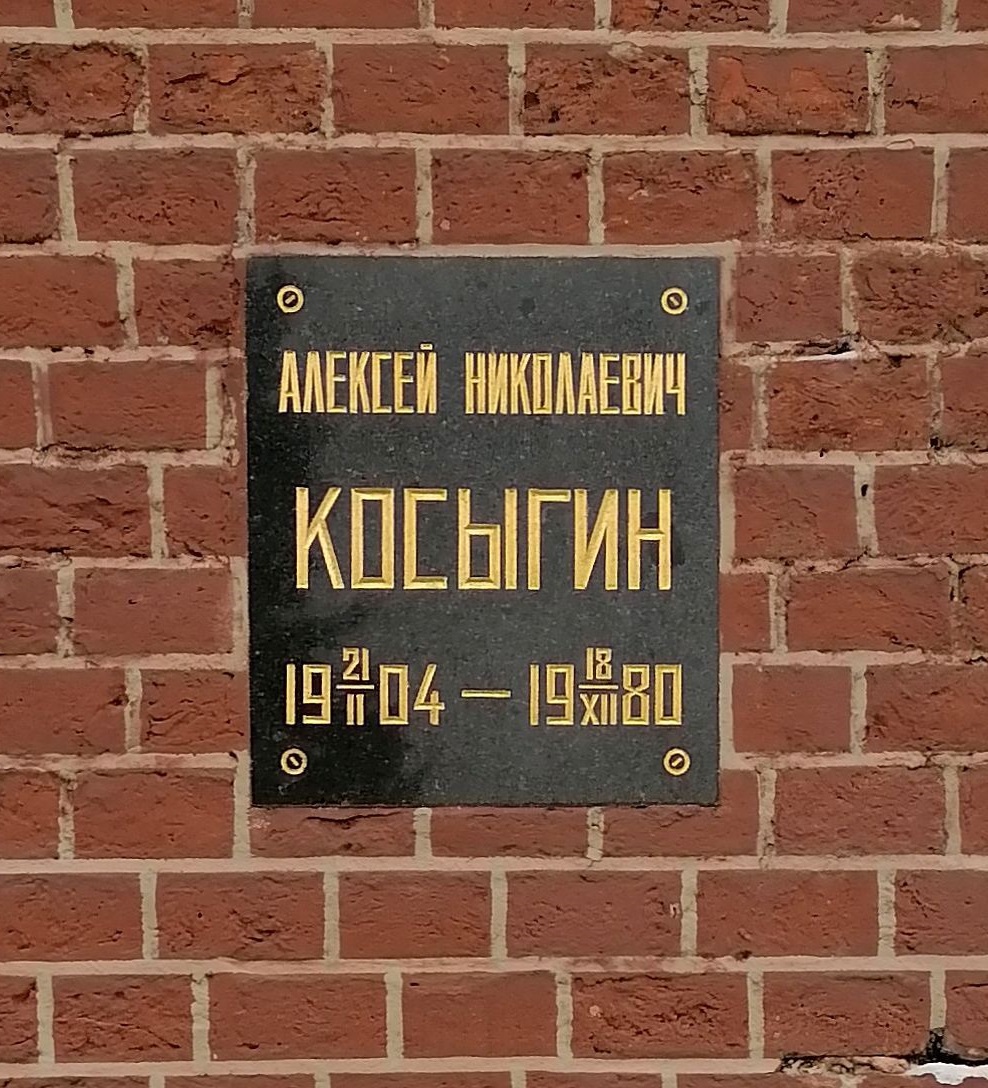 АЛЕКСЕЙ НИКОЛАЕВИЧ
КОСЫГИН
19 21/II 04 — 19 18/XII 80